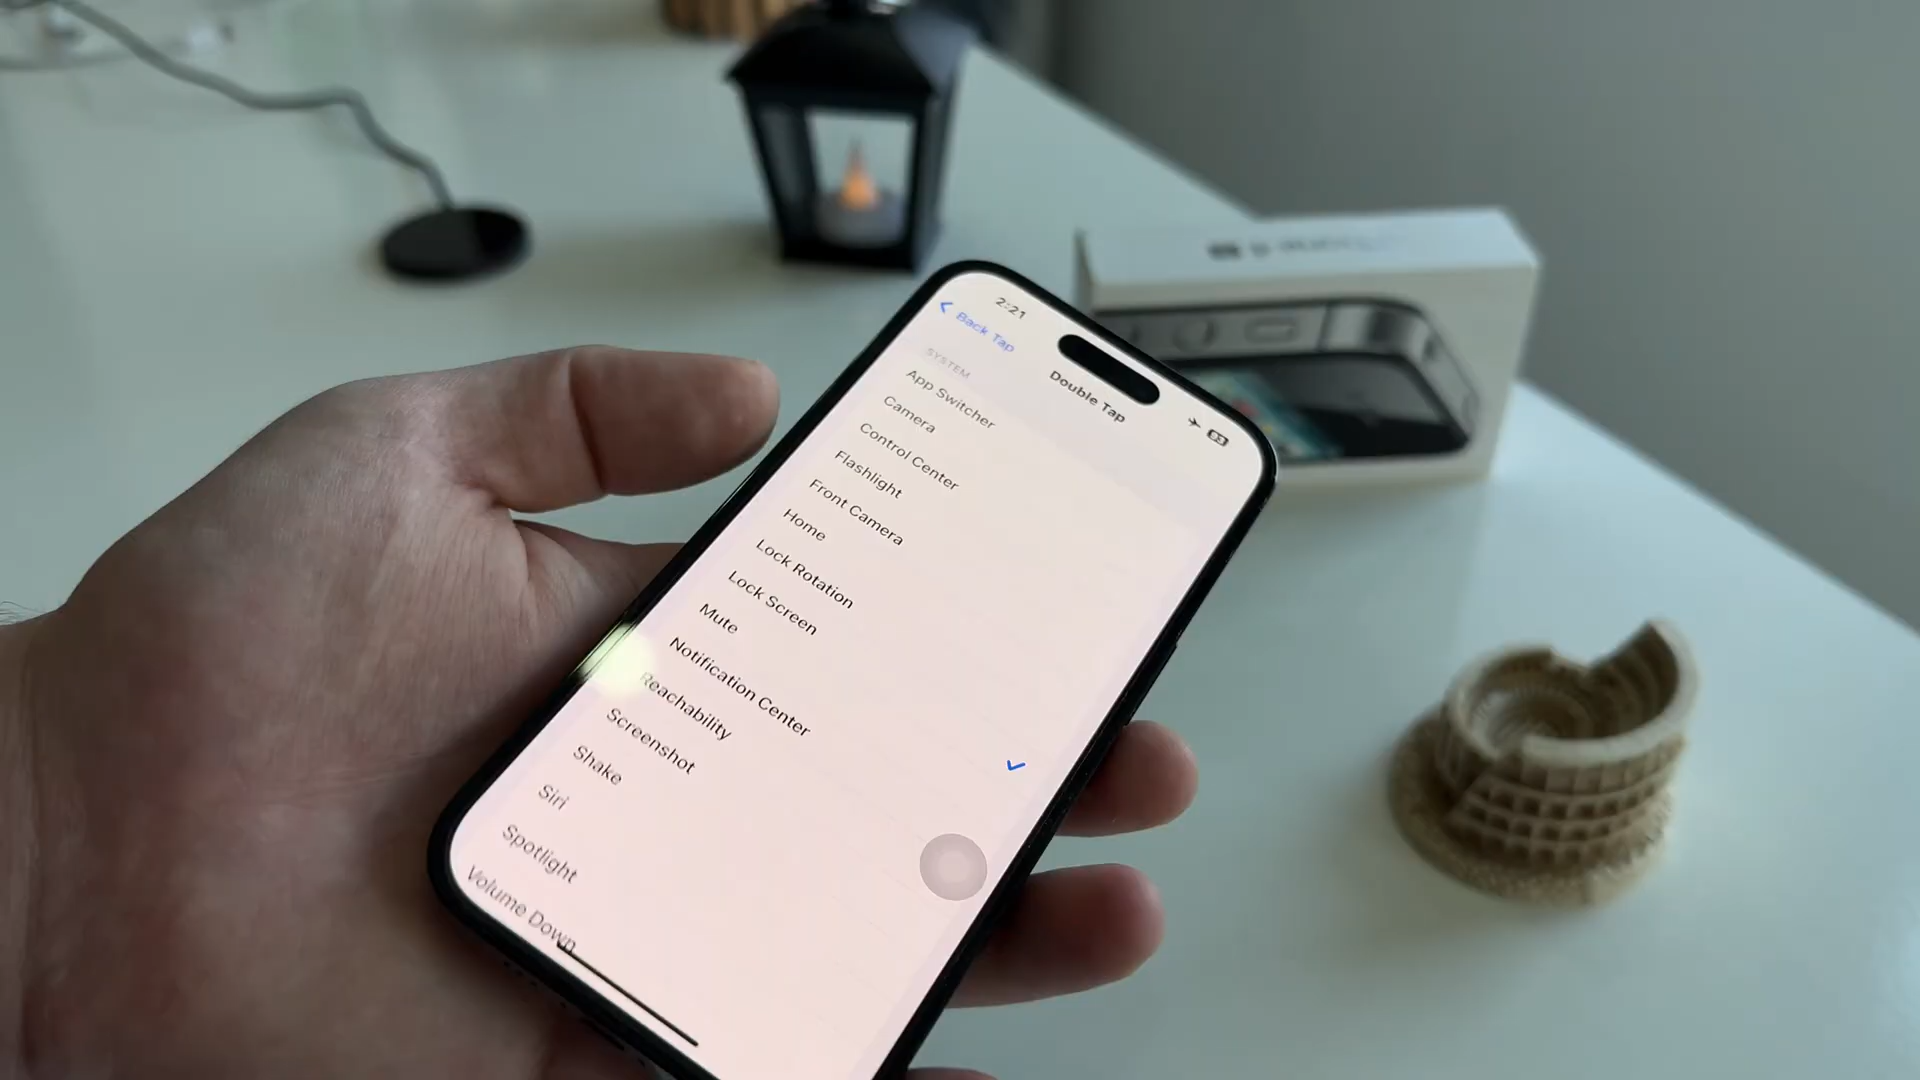 2:21
Back Tap
Double Tap
53
SYSTEM
App Switcher
Camera
Control Center
Flashlight
Front Camera
Home
Lock Rotation
Lock Screen
Mute
Notification Center
Reachability
Screenshot
Shake
Siri
Spotlight
Volume Down